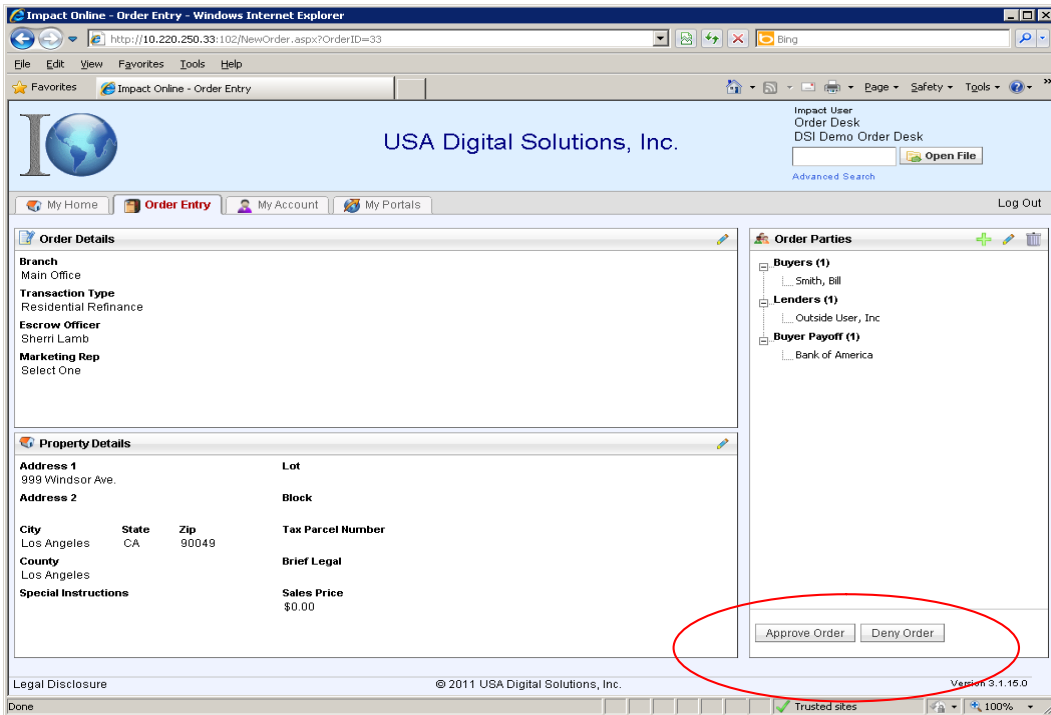 Impact Online - Order Entry - Windows Internet Explorer
http://10.220.250.33:102/NewOrder.aspx?OrderID=33
Bing
File Edit View Favorites Tools Help
Favorites Impact Online - Order Entry Page Safety Tools »
IO
USA Digital Solutions, Inc.
Impact User
Order Desk
DSI Demo Order Desk
Open File
Advanced Search
My Home Order Entry My Account My Portals Log Out
Order Details
Branch
Main Office
Transaction Type
Residential Refinance
Escrow Officer
Sherri Lamb
Marketing Rep
Select One
Order Parties
Buyers (1)
Smith, Bill
Lenders (1)
Outside User, Inc
Buyer Payoff (1)
Bank of America
Property Details
Address 1 Lot
999 Windsor Ave.
Address 2 Block
City State Zip Tax Parcel Number
Los Angeles CA 90049
County Brief Legal
Los Angeles
Special Instructions Sales Price
$0.00
Approve Order Deny Order
Legal Disclosure © 2011 USA Digital Solutions, Inc. Version 3.1.15.0
Done Trusted sites 100%